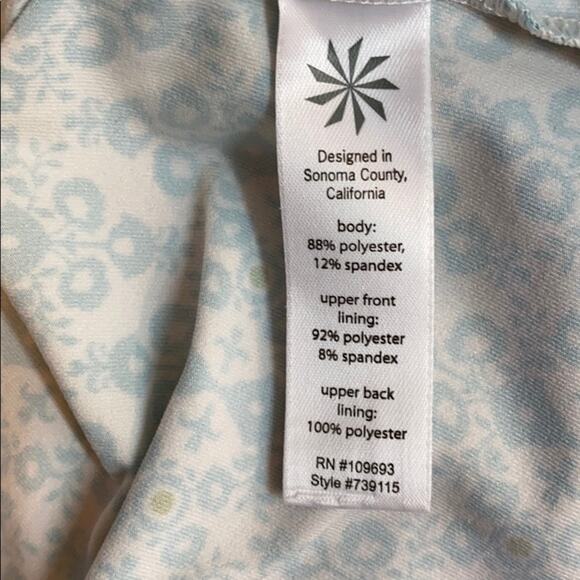 Designed in
Sonoma County,
California
body:
88% polyester,
12% spandex
upper front
lining:
92% polyester
8% spandex
upper back
lining:
100% polyester
RN #109693
Style #739115